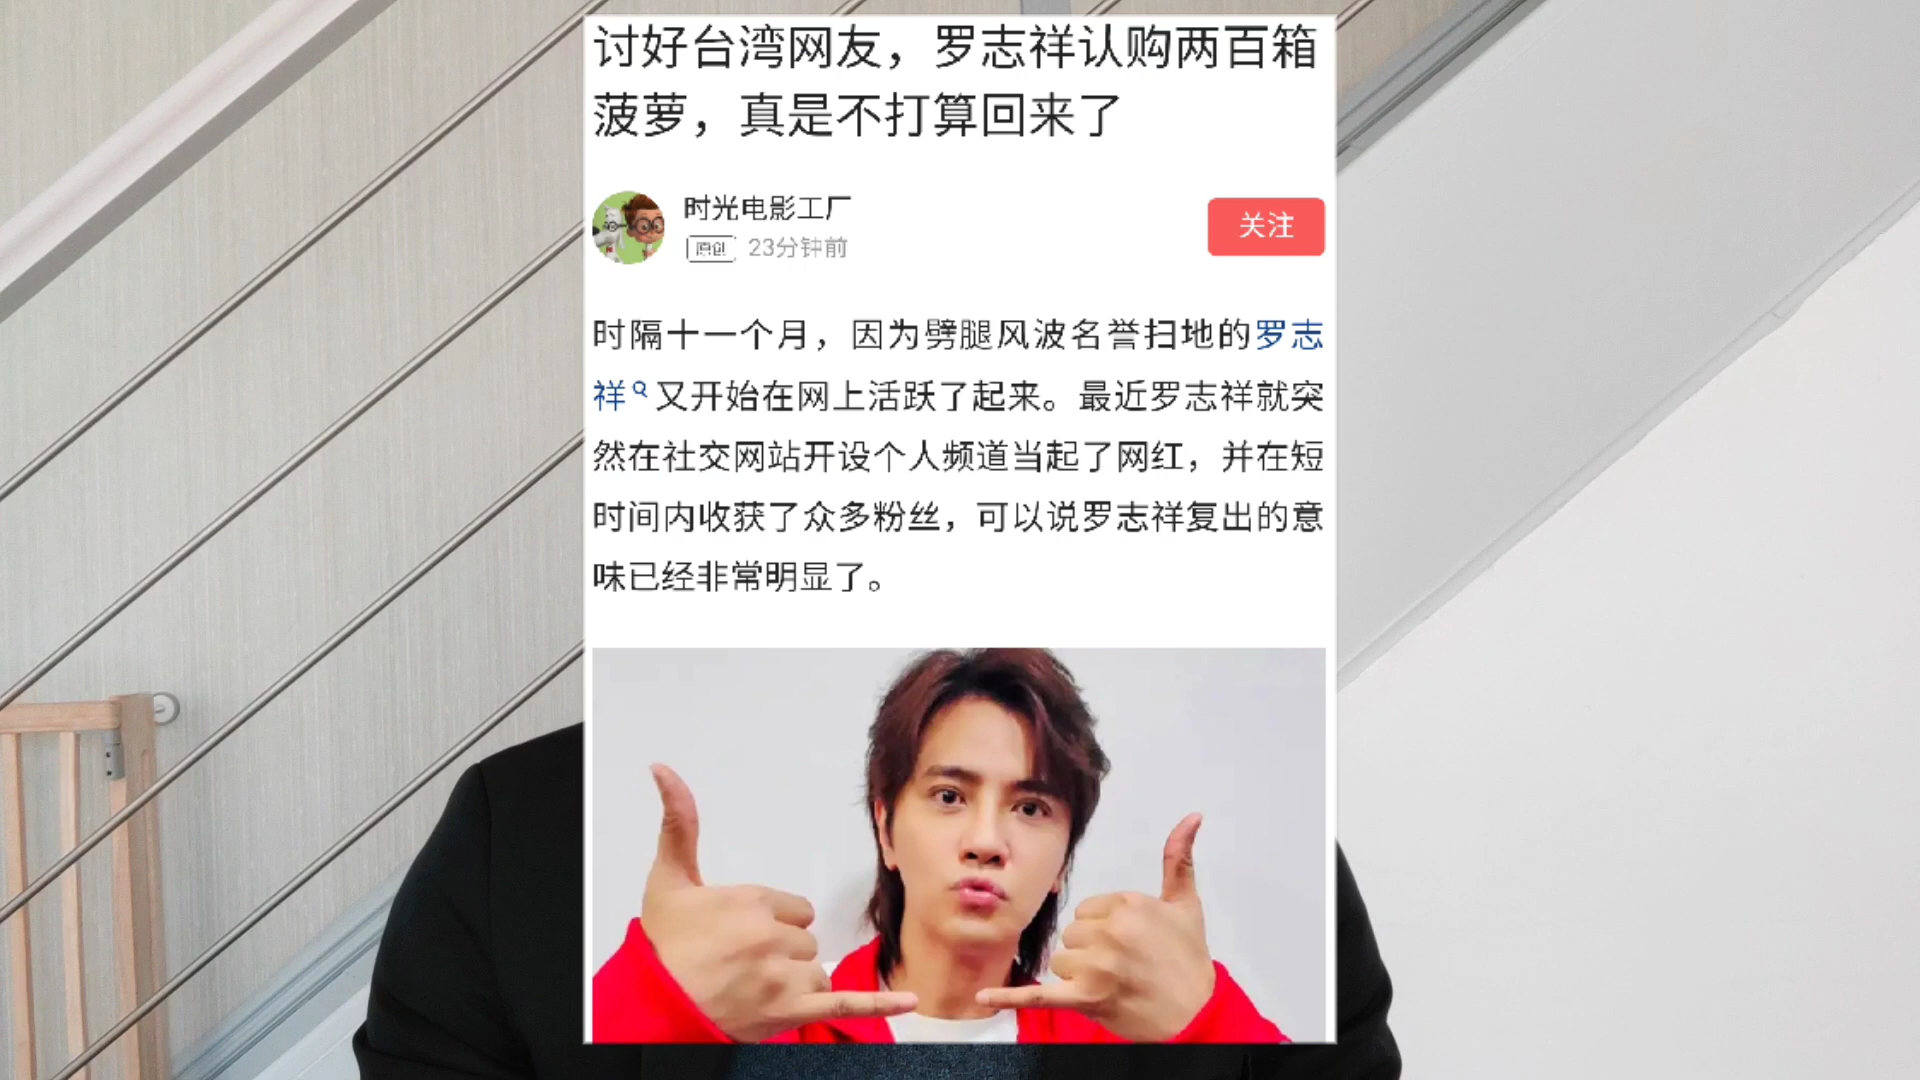 讨好台湾网友，罗志祥认购两百箱
菠萝，真是不打算回来了
时光电影工厂
关注
原创 23分钟前
时隔十一个月，因为劈腿风波名誉扫地的罗志
祥又开始在网上活跃了起来。最近罗志祥就突
然在社交网站开设个人频道当起了网红，并在短
时间内收获了众多粉丝，可以说罗志祥复出的意
味已经非常明显了。